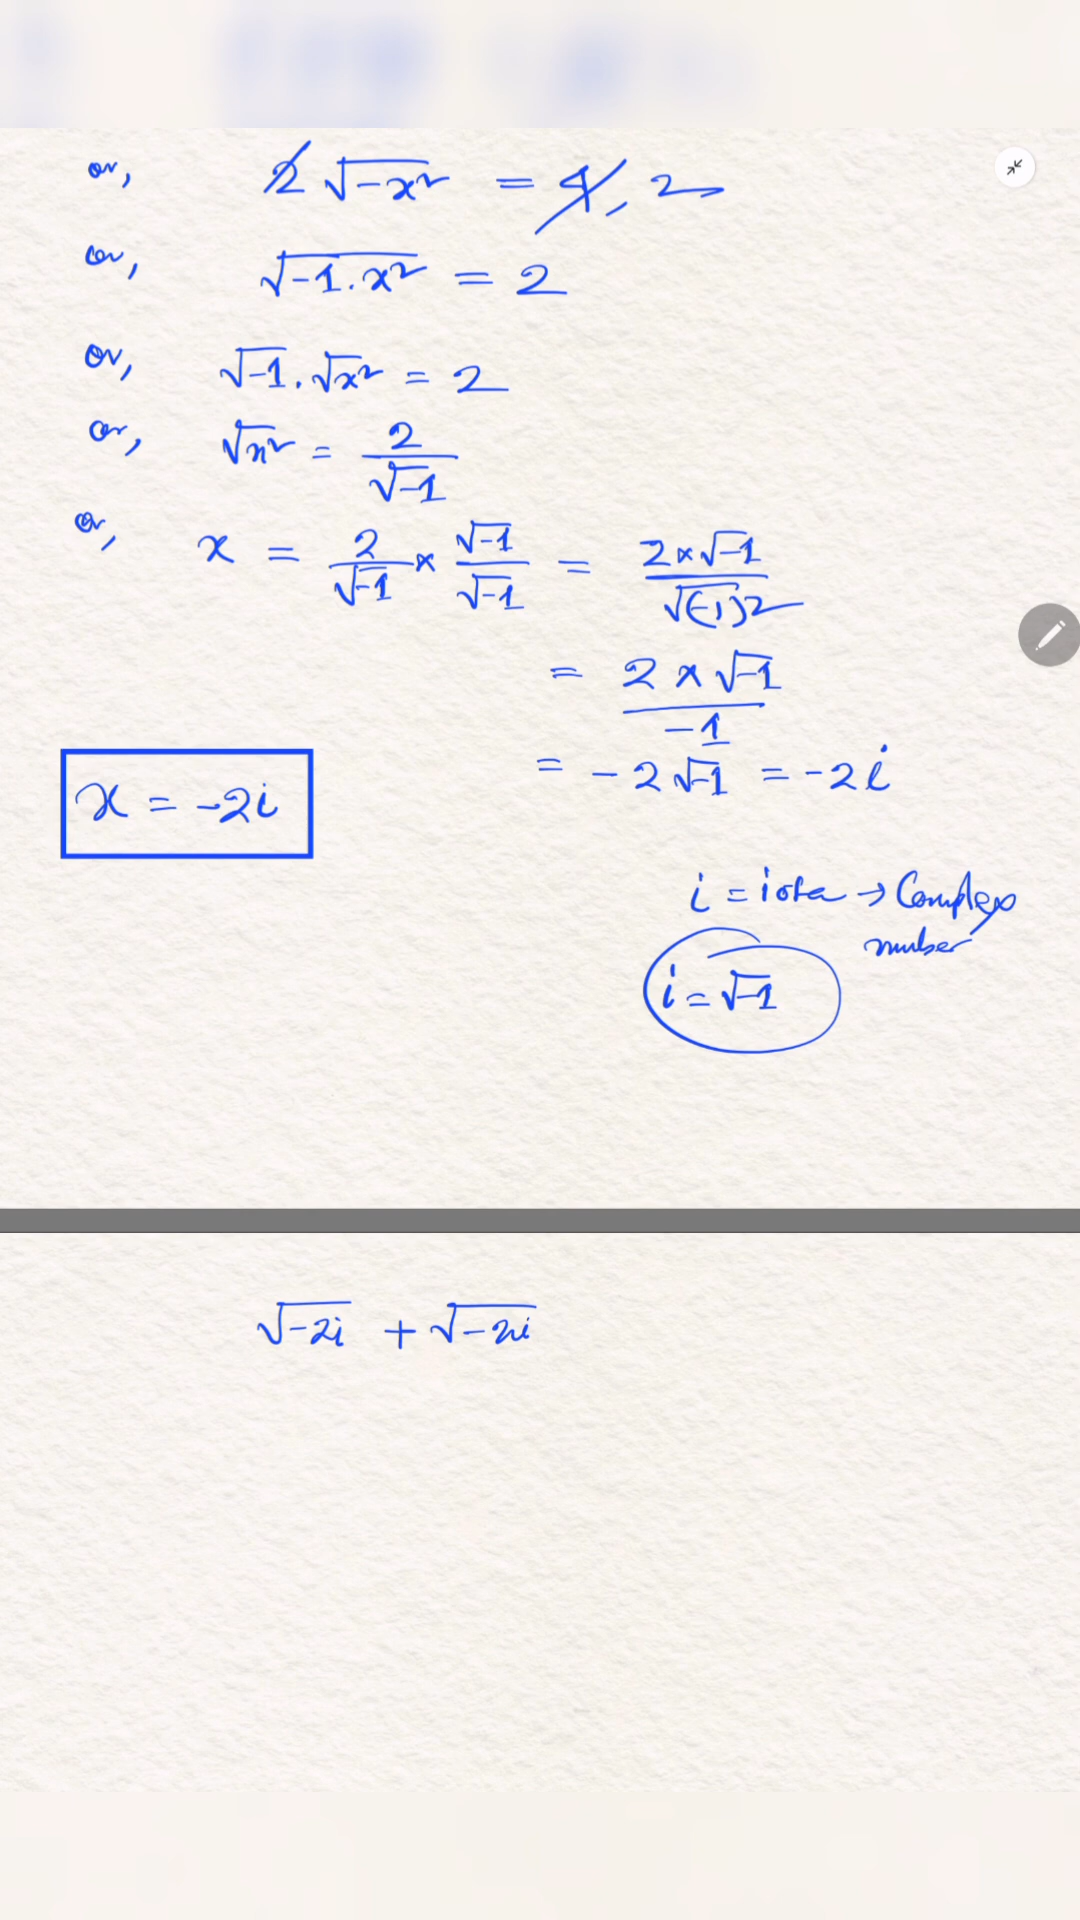 or, 2 √-x² = 4, 2
or, √-1.x² = 2
or, √-1 . √x² = 2
or, √x² = 2/√-1
or, x = 2/√-1 × √-1/√-1 = 2×√-1/√(-1)2
= 2 × √-1/-1
= -2√-1 = -2i
x = -2i
i = iota → Complex
number
i = √-1
√-2i + √-2i